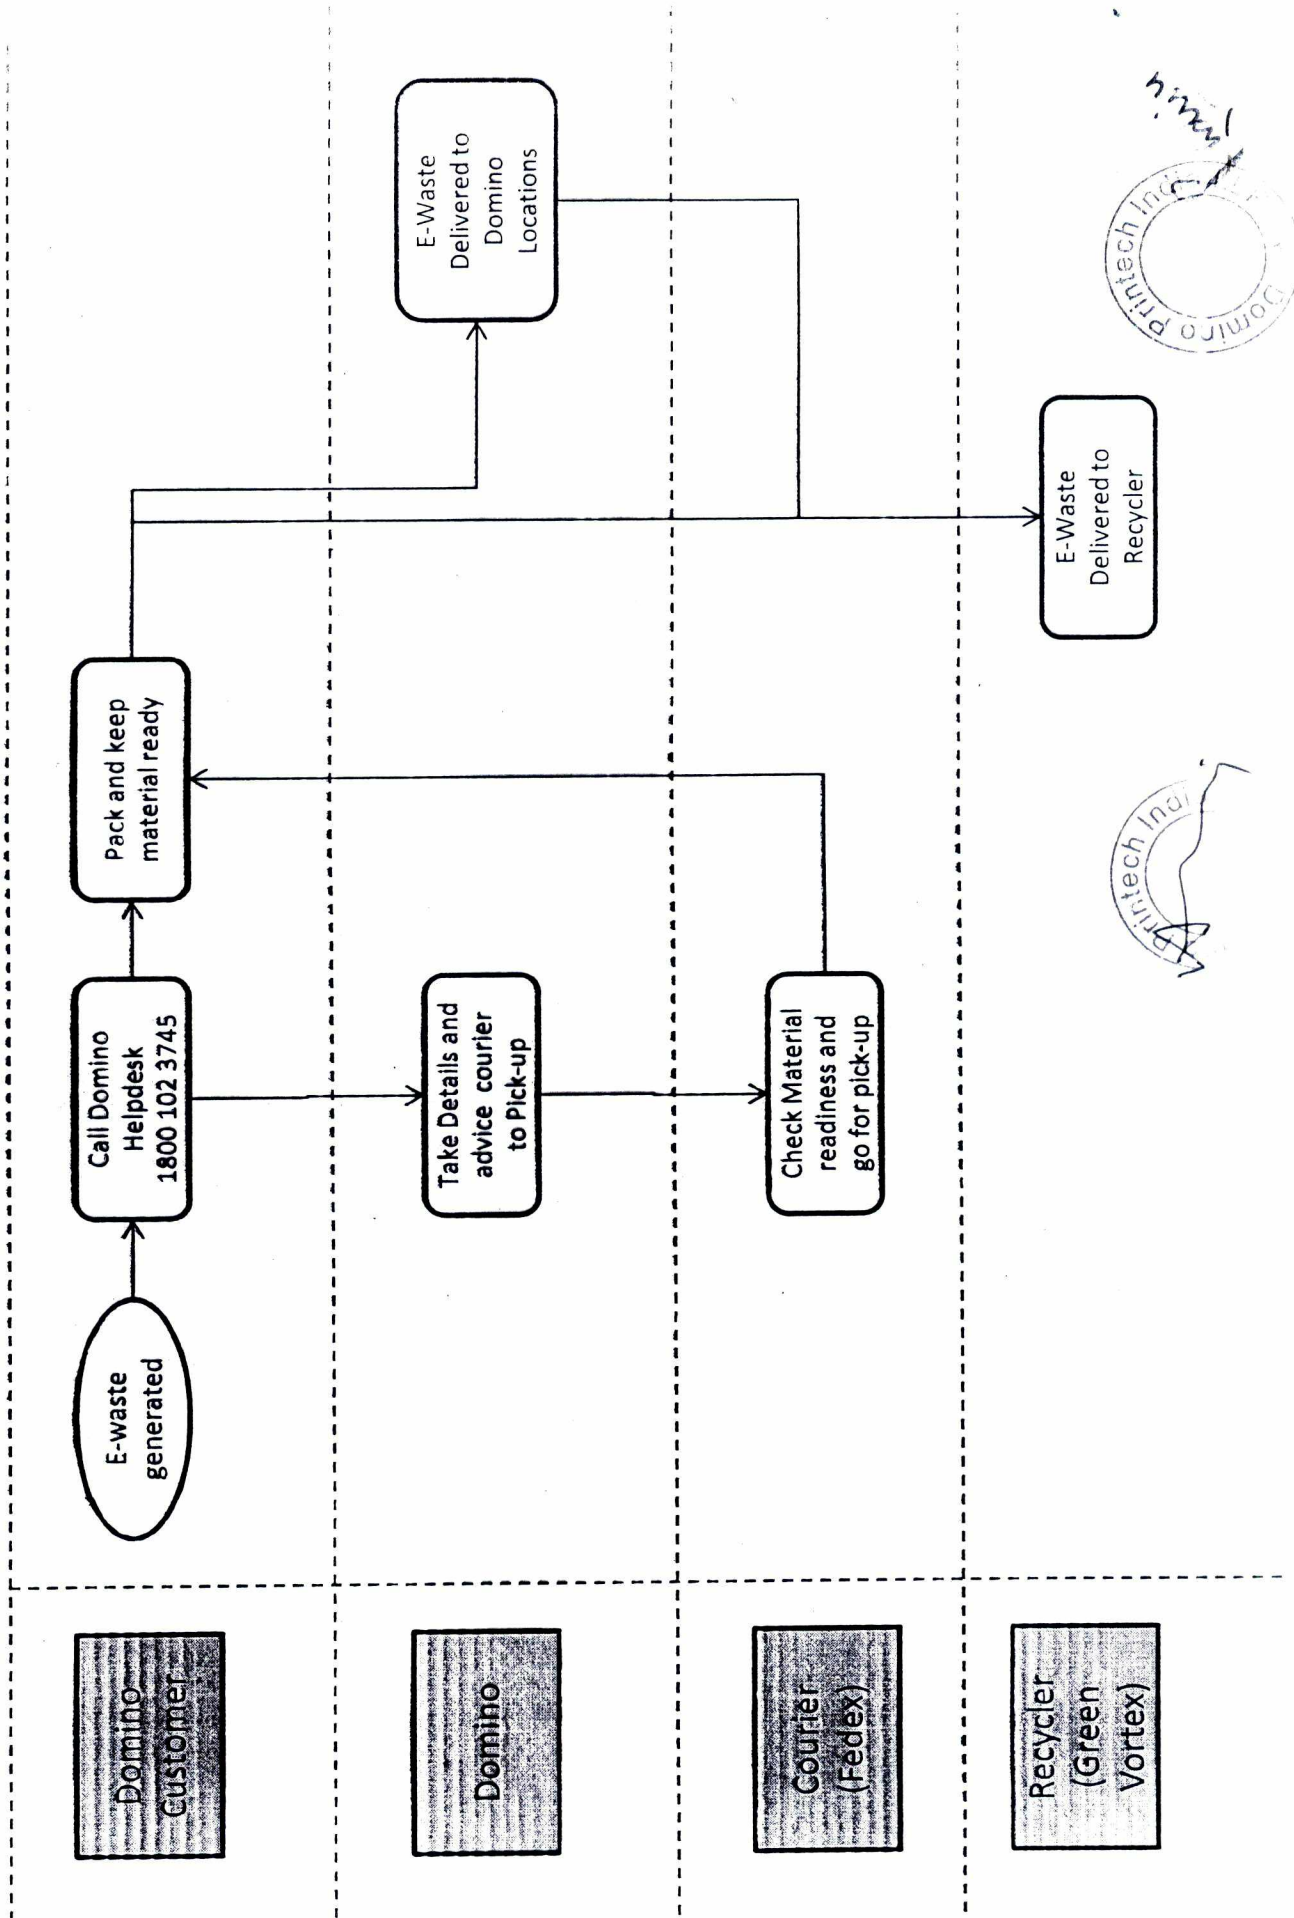 Domino
Customer
E-waste
generated
Call Domino
Helpdesk
1800 102 3745
Pack and keep
material ready
Domino
Take Details and
advice courier
to Pick-up
E-Waste
Delivered to
Domino
Locations
Courier
(Fedex)
Check Material
readiness and
go for pick-up
Recycler
(Green
Vortex)
E-Waste
Delivered to
Recycler
Printech Indi
Domino Printech India